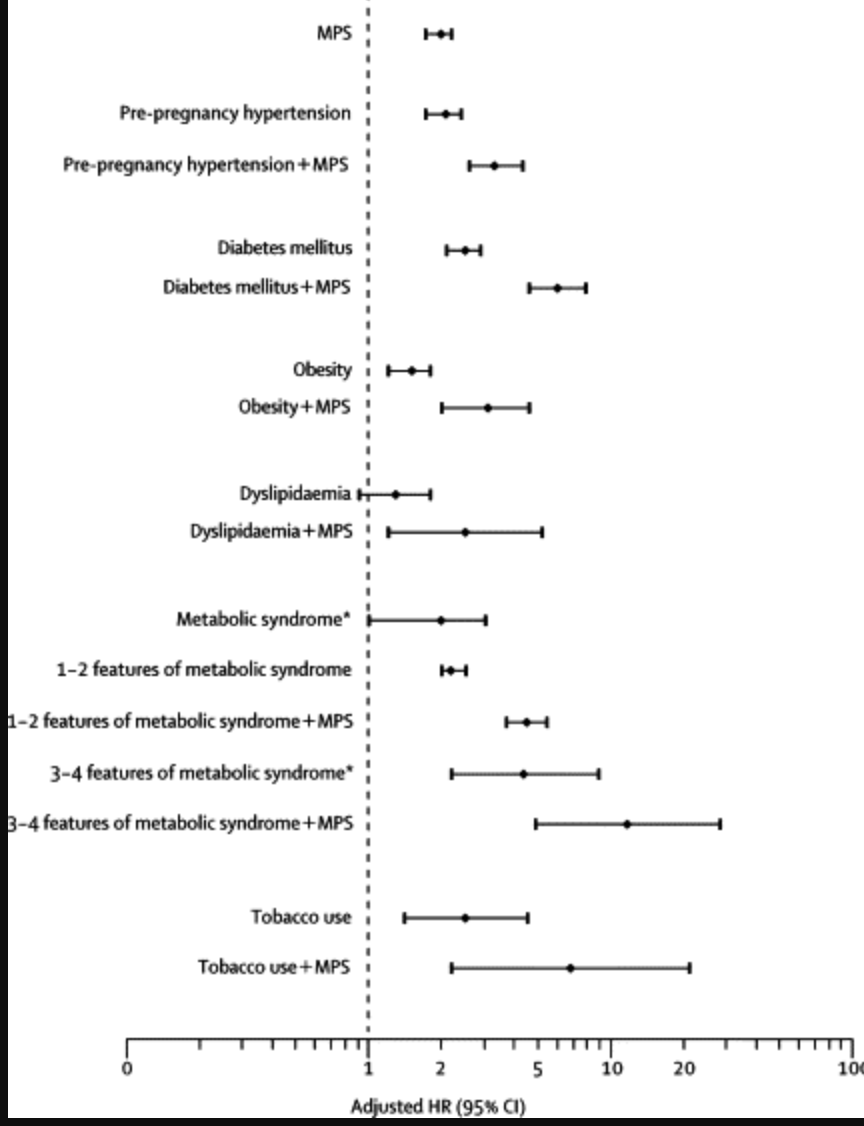 MPS
Pre-pregnancy hypertension
Pre-pregnancy hypertension+MPS
Diabetes mellitus
Diabetes mellitus+MPS
Obesity
Obesity+MPS
Dyslipidaemia
Dyslipidaemia+MPS
Metabolic syndrome*
1–2 features of metabolic syndrome
1–2 features of metabolic syndrome+MPS
3–4 features of metabolic syndrome*
3–4 features of metabolic syndrome+MPS
Tobacco use
Tobacco use+MPS
0 1 2 5 10 20 100
Adjusted HR (95% CI)